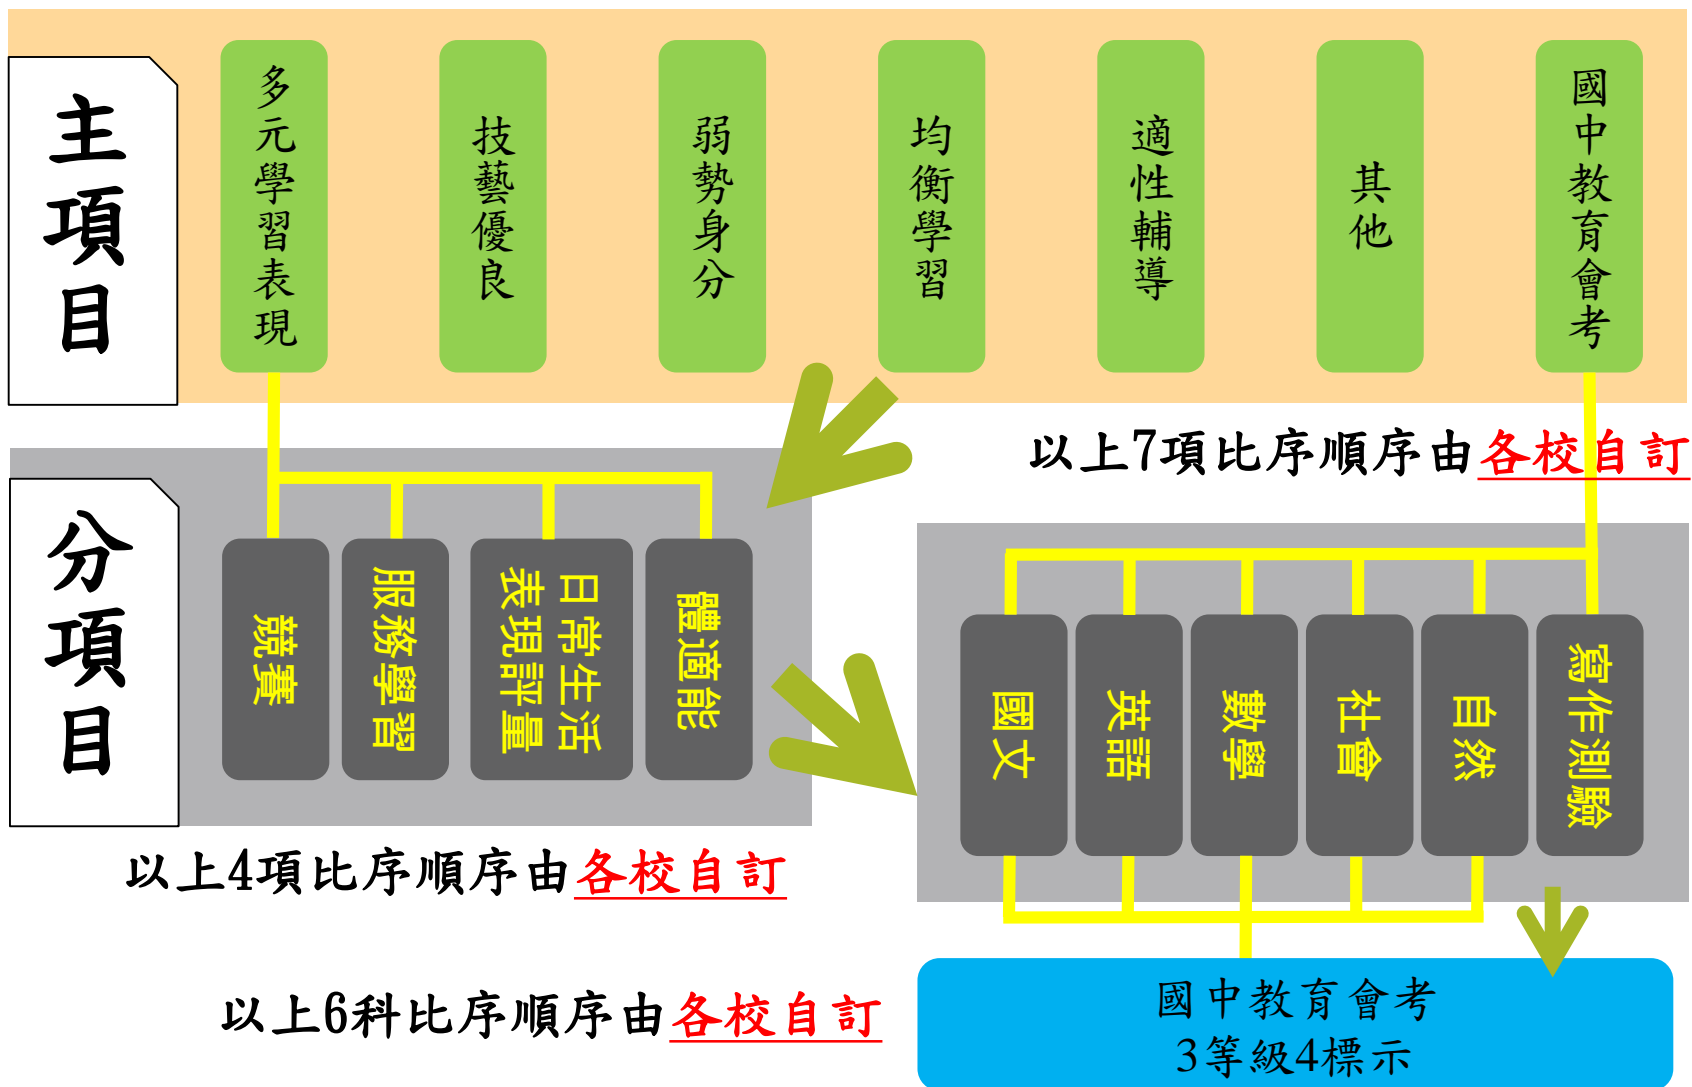 主項目
多元學習表現
技藝優良
弱勢身分
均衡學習
適性輔導
其他
國中教育會考
以上7項比序順序由各校自訂
分項目
競賽
服務學習
日常生活
表現評量
體適能
國文
英語
數學
社會
自然
寫作測驗
以上4項比序順序由各校自訂
以上6科比序順序由各校自訂
國中教育會考
3等級4標示